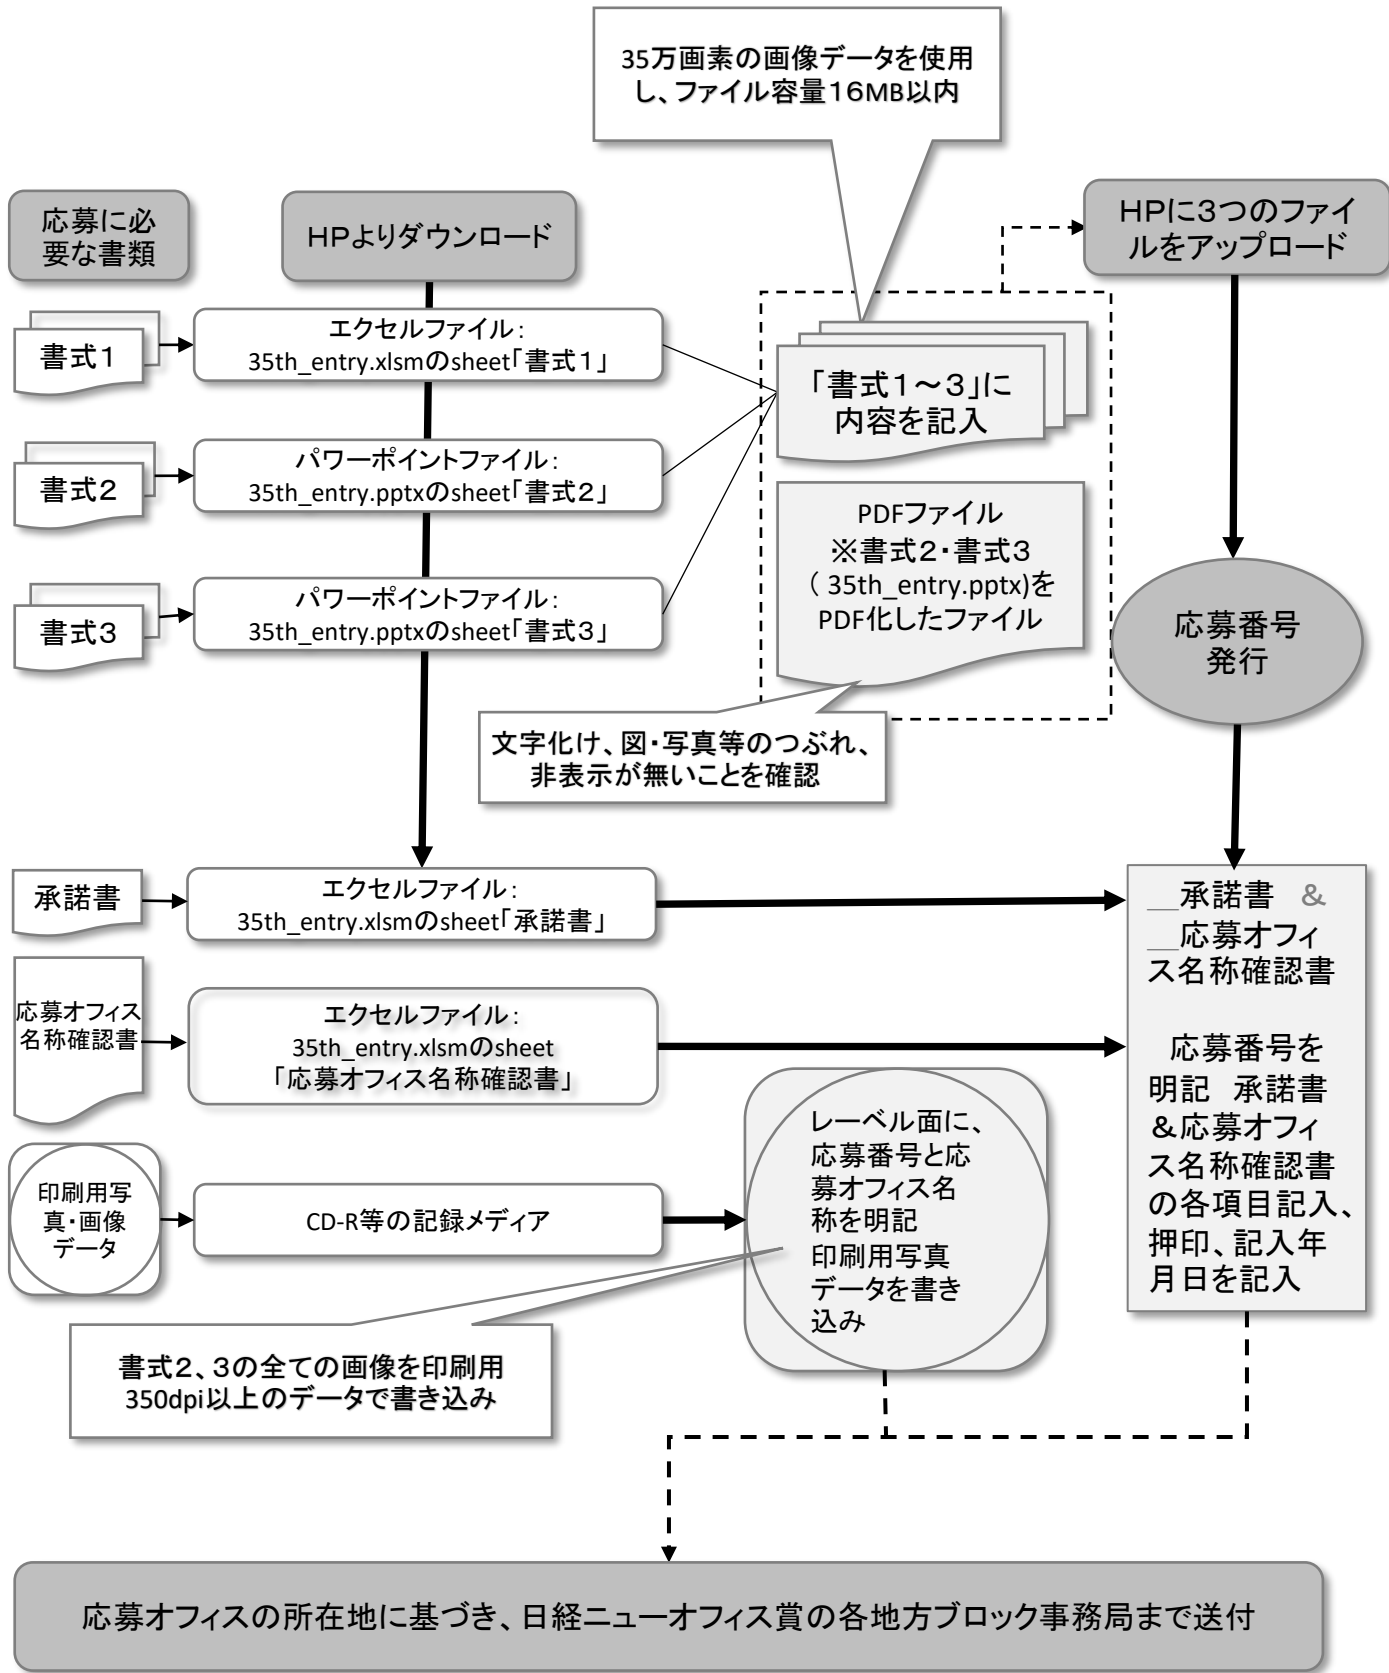 35万画素の画像データを使用
し、ファイル容量16MB以内
応募に必
要な書類
HPよりダウンロード
HPに3つのファイ
ルをアップロード
書式1
エクセルファイル：
35th_entry.xlsmのsheet「書式1」
「書式1～3」に
内容を記入
書式2
パワーポイントファイル：
35th_entry.pptxのsheet「書式2」
PDFファイル
※書式2・書式3
( 35th_entry.pptx)を
PDF化したファイル
書式3
パワーポイントファイル：
35th_entry.pptxのsheet「書式3」
応募番号
発行
文字化け、図・写真等のつぶれ、
非表示が無いことを確認
承諾書
エクセルファイル：
35th_entry.xlsmのsheet「承諾書」
__承諾書　&
__応募オフィ
ス名称確認書
応募番号を
明記　承諾書
&応募オフィ
ス名称確認書
の各項目記入、
押印、記入年
月日を記入
応募オフィス
名称確認書
エクセルファイル：
35th_entry.xlsmのsheet
「応募オフィス名称確認書」
印刷用写
真・画像
データ
CD-R等の記録メディア
レーベル面に、
応募番号と応
募オフィス名
称を明記
印刷用写真
データを書き
込み
書式2、3の全ての画像を印刷用
350dpi以上のデータで書き込み
応募オフィスの所在地に基づき、日経ニューオフィス賞の各地方ブロック事務局まで送付